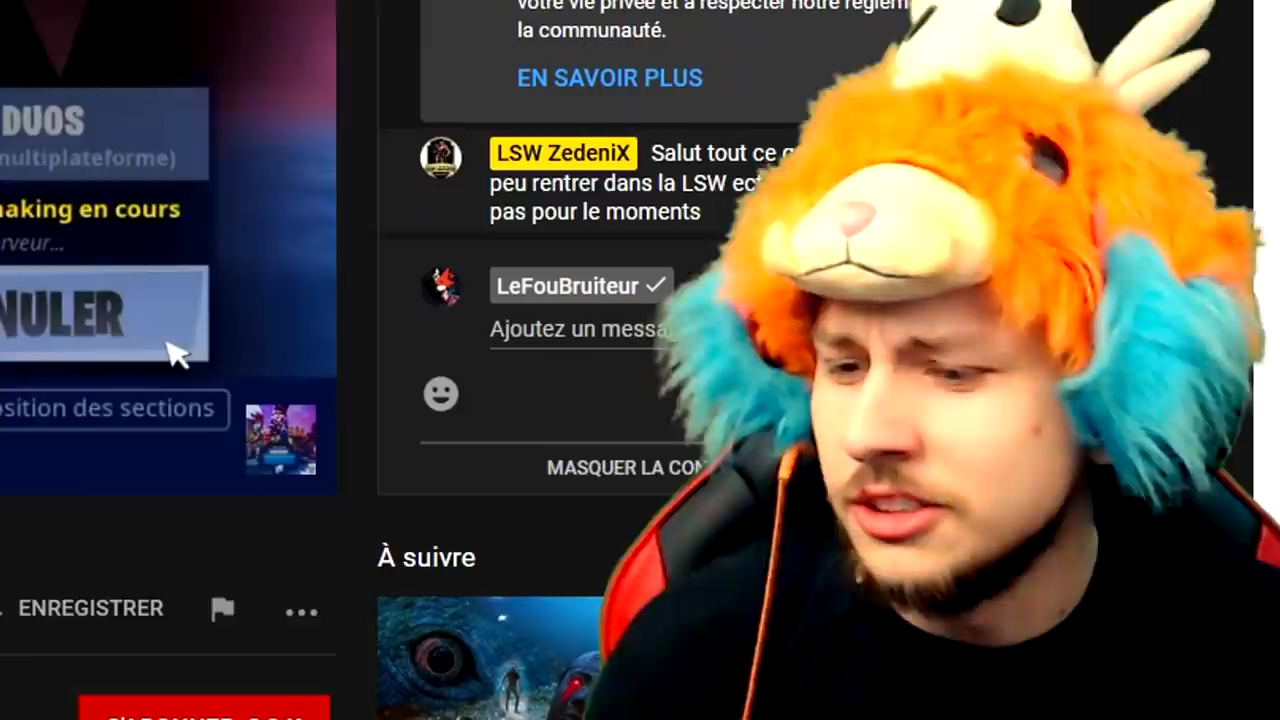 votre vie privée et à respecter notre règlem
la communauté.
EN SAVOIR PLUS
DUOS
multiplateforme)
making en cours
rveur...
NULER
osition des sections
LSW ZedeniX Salut tout ce q
peu rentrer dans la LSW ect
pas pour le moments
LeFouBruiteur
Ajoutez un messa
MASQUER LA CON
À suivre
ENREGISTRER